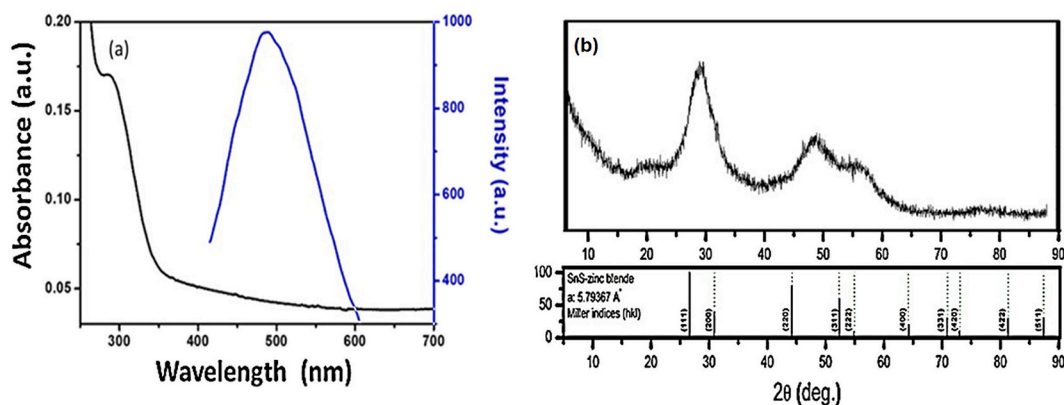 (a)
0.20
0.15
0.10
0.05
Absorbance (a.u.)
1000
800
600
400
Intensity (a.u.)
300 400 500 600 700
Wavelength (nm)
(b)
10 20 30 40 50 60 70 80 90
100
50
0
SnS-zinc blende
a: 5.79367 A°
Miller indices (hkl)
(111) (200) (220) (311) (222) (400) (331) (420) (422) (511)
10 20 30 40 50 60 70 80 90
2θ (deg.)